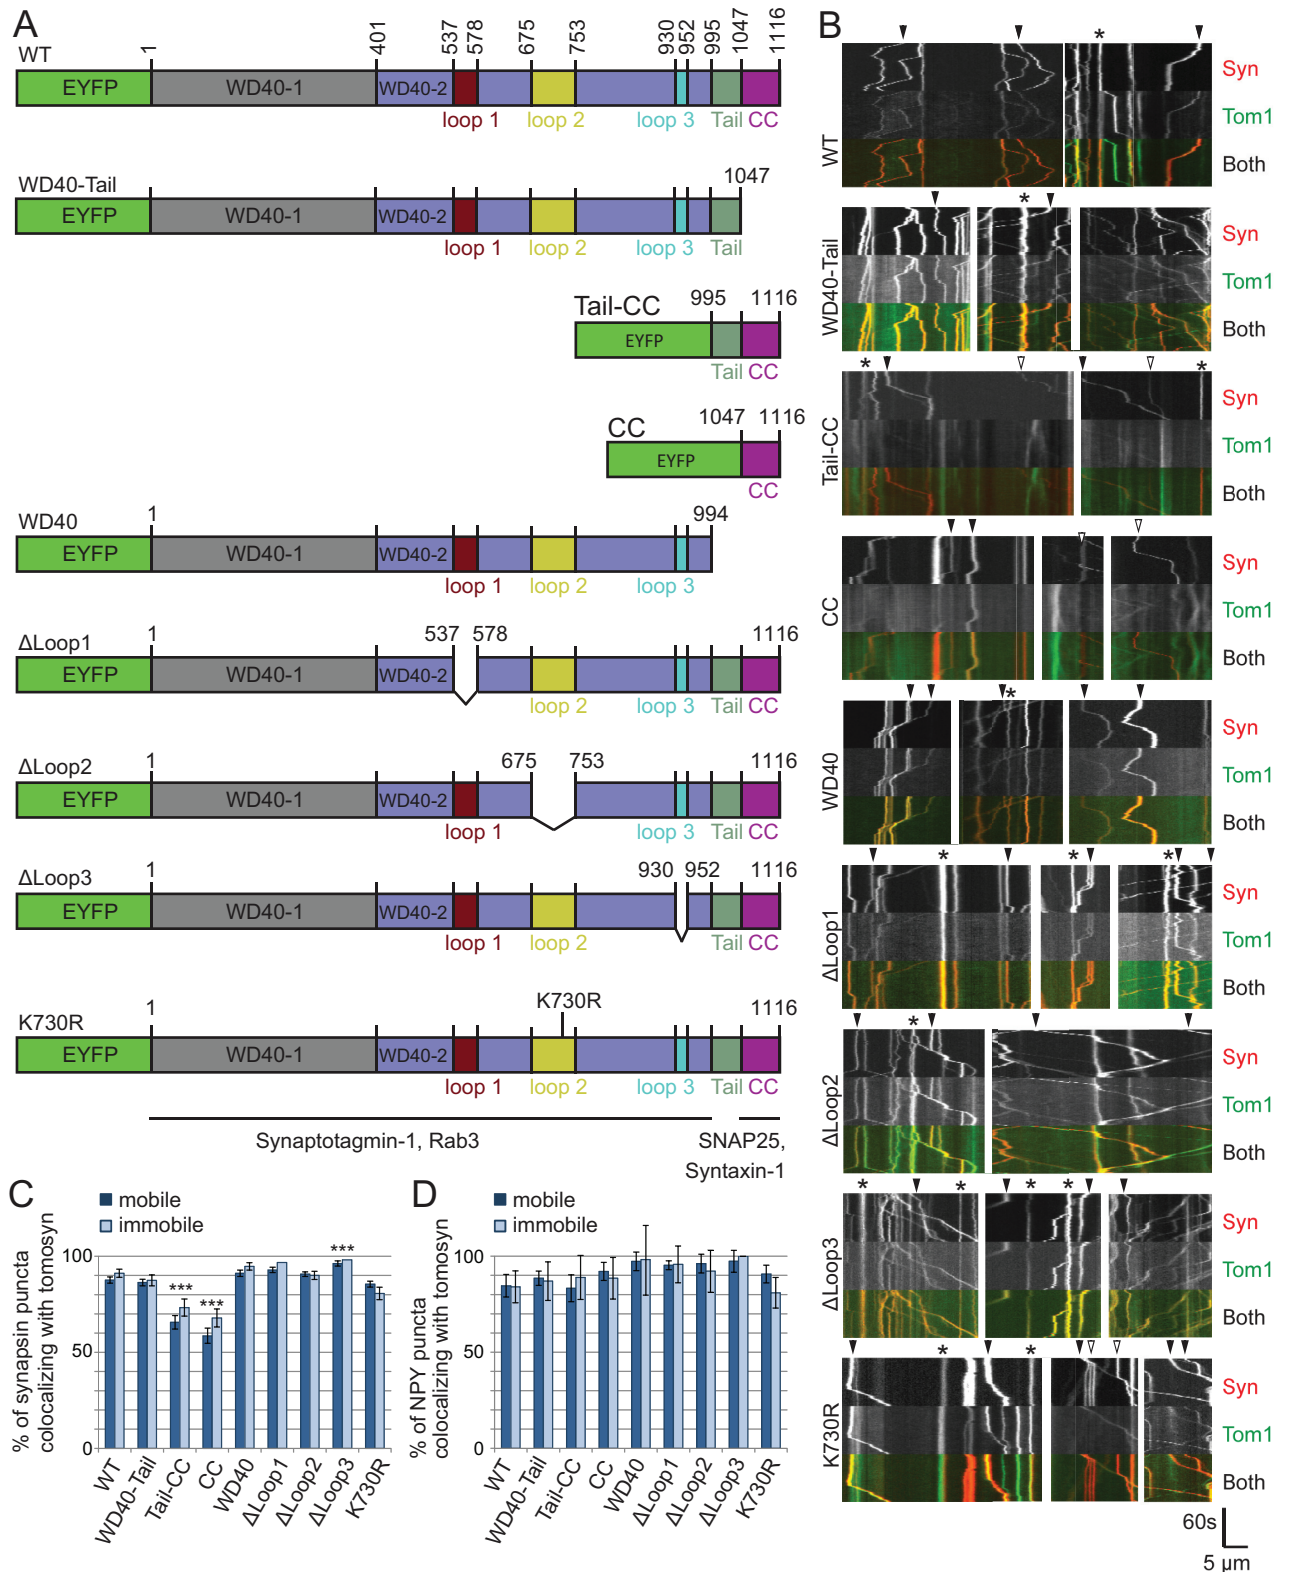 A
WT
1
401
537
578
675
753
930
952
995
1047
1116
EYFP
WD40-1
WD40-2
loop 1
loop 2
loop 3
Tail
CC
WD40-Tail
1047
EYFP
WD40-1
WD40-2
loop 1
loop 2
loop 3
Tail
Tail-CC
995
1116
EYFP
Tail
CC
CC
1047
1116
EYFP
CC
WD40
1
994
EYFP
WD40-1
WD40-2
loop 1
loop 2
loop 3
ΔLoop1
1
537
578
1116
EYFP
WD40-1
WD40-2
loop 2
loop 3
Tail
CC
ΔLoop2
1
675
753
1116
EYFP
WD40-1
WD40-2
loop 1
loop 3
Tail
CC
ΔLoop3
1
930
952
1116
EYFP
WD40-1
WD40-2
loop 1
loop 2
Tail
CC
K730R
1
K730R
1116
EYFP
WD40-1
WD40-2
loop 1
loop 2
loop 3
Tail
CC
Synaptotagmin-1, Rab3
SNAP25,
Syntaxin-1
B
*
WT
Syn
Tom1
Both
*
WD40-Tail
Syn
Tom1
Both
*
*
Tail-CC
Syn
Tom1
Both
CC
Syn
Tom1
Both
*
WD40
Syn
Tom1
Both
*
*
*
ΔLoop1
Syn
Tom1
Both
*
ΔLoop2
Syn
Tom1
Both
*
*
*
*
ΔLoop3
Syn
Tom1
Both
*
*
K730R
Syn
Tom1
Both
60s
5 µm
C
mobile
immobile
% of synapsin puncta
colocalizing with tomosyn
100
50
0
***
***
***
WT
WD40-Tail
Tail-CC
CC
WD40
ΔLoop1
ΔLoop2
ΔLoop3
K730R
D
mobile
immobile
% of NPY puncta
colocalizing with tomosyn
100
50
0
WT
WD40-Tail
Tail-CC
CC
WD40
ΔLoop1
ΔLoop2
ΔLoop3
K730R